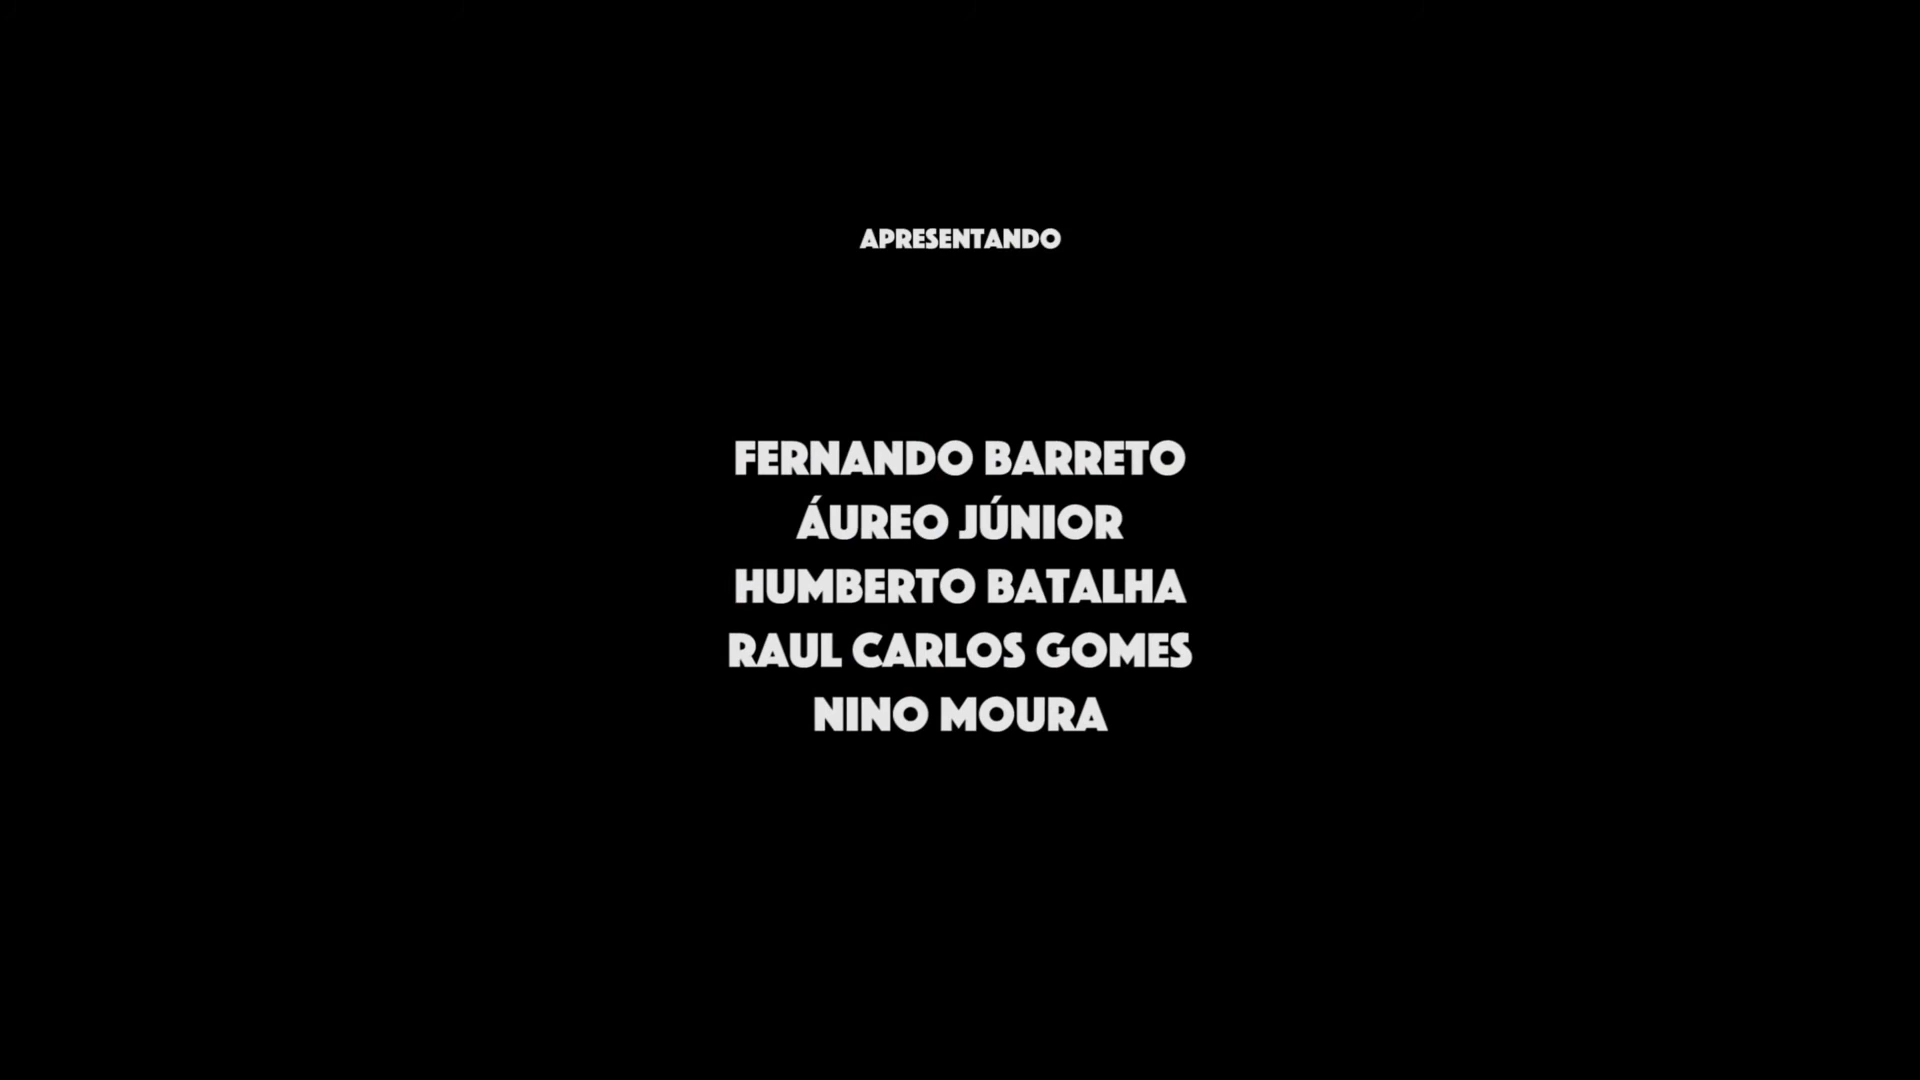 APRESENTANDO
FERNANDO BARRETO
ÁUREO JÚNIOR
HUMBERTO BATALHA
RAUL CARLOS GOMES
NINO MOURA